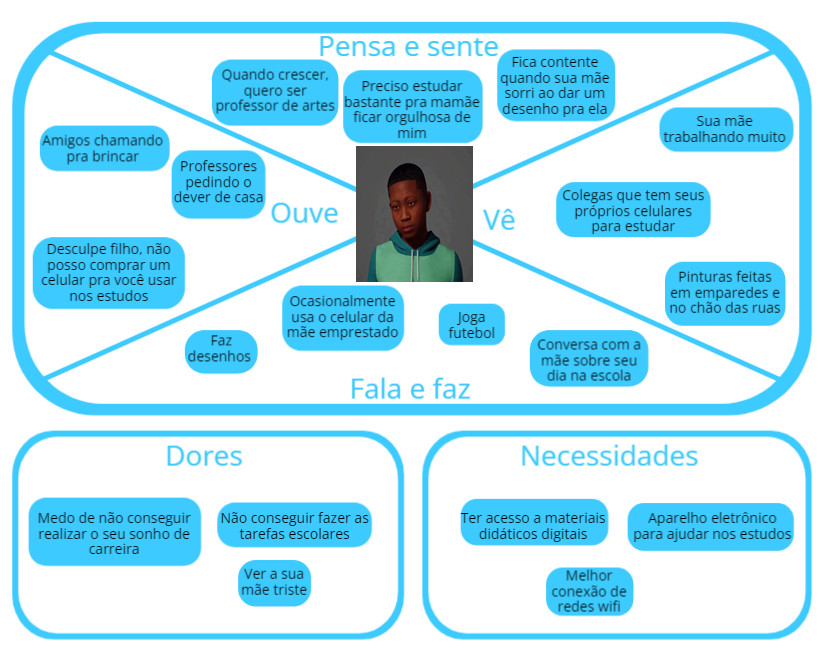 Pensa e sente
Quando crescer,
quero ser
professor de artes
Preciso estudar
bastante pra mamãe
ficar orgulhosa de
mim
Fica contente
quando sua mãe
sorri ao dar um
desenho pra ela
Amigos chamando
pra brincar
Professores
pedindo o
dever de casa
Ouve
Desculpe filho, não
posso comprar um
celular pra você usar
nos estudos
Sua mãe
trabalhando muito
Colegas que tem seus
próprios celulares
para estudar
Vê
Pinturas feitas
em emparedes e
no chão das ruas
Ocasionalmente
usa o celular da
mãe emprestado
Joga
futebol
Faz
desenhos
Conversa com a
mãe sobre seu
dia na escola
Fala e faz
Dores
Medo de não conseguir
realizar o seu sonho de
carreira
Não conseguir fazer as
tarefas escolares
Ver a sua
mãe triste
Necessidades
Ter acesso a materiais
didáticos digitais
Aparelho eletrônico
para ajudar nos estudos
Melhor
conexão de
redes wifi